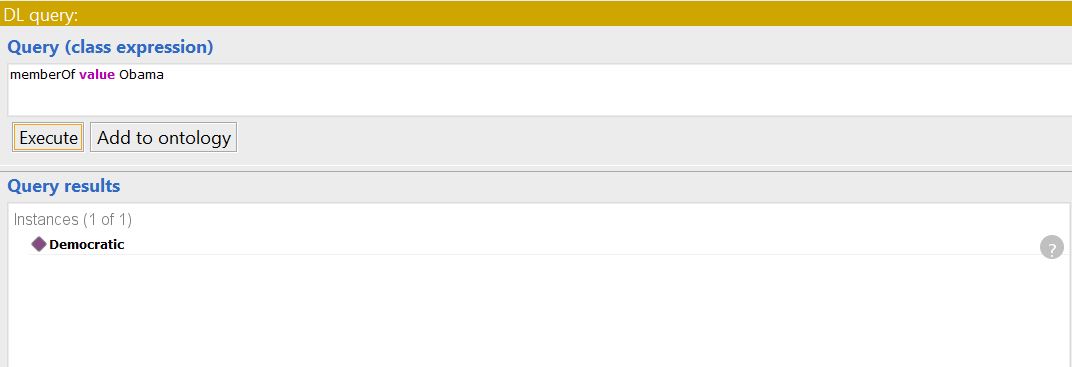 DL query:
Query (class expression)
memberOf value Obama
Execute Add to ontology
Query results
Instances (1 of 1)
Democratic
?